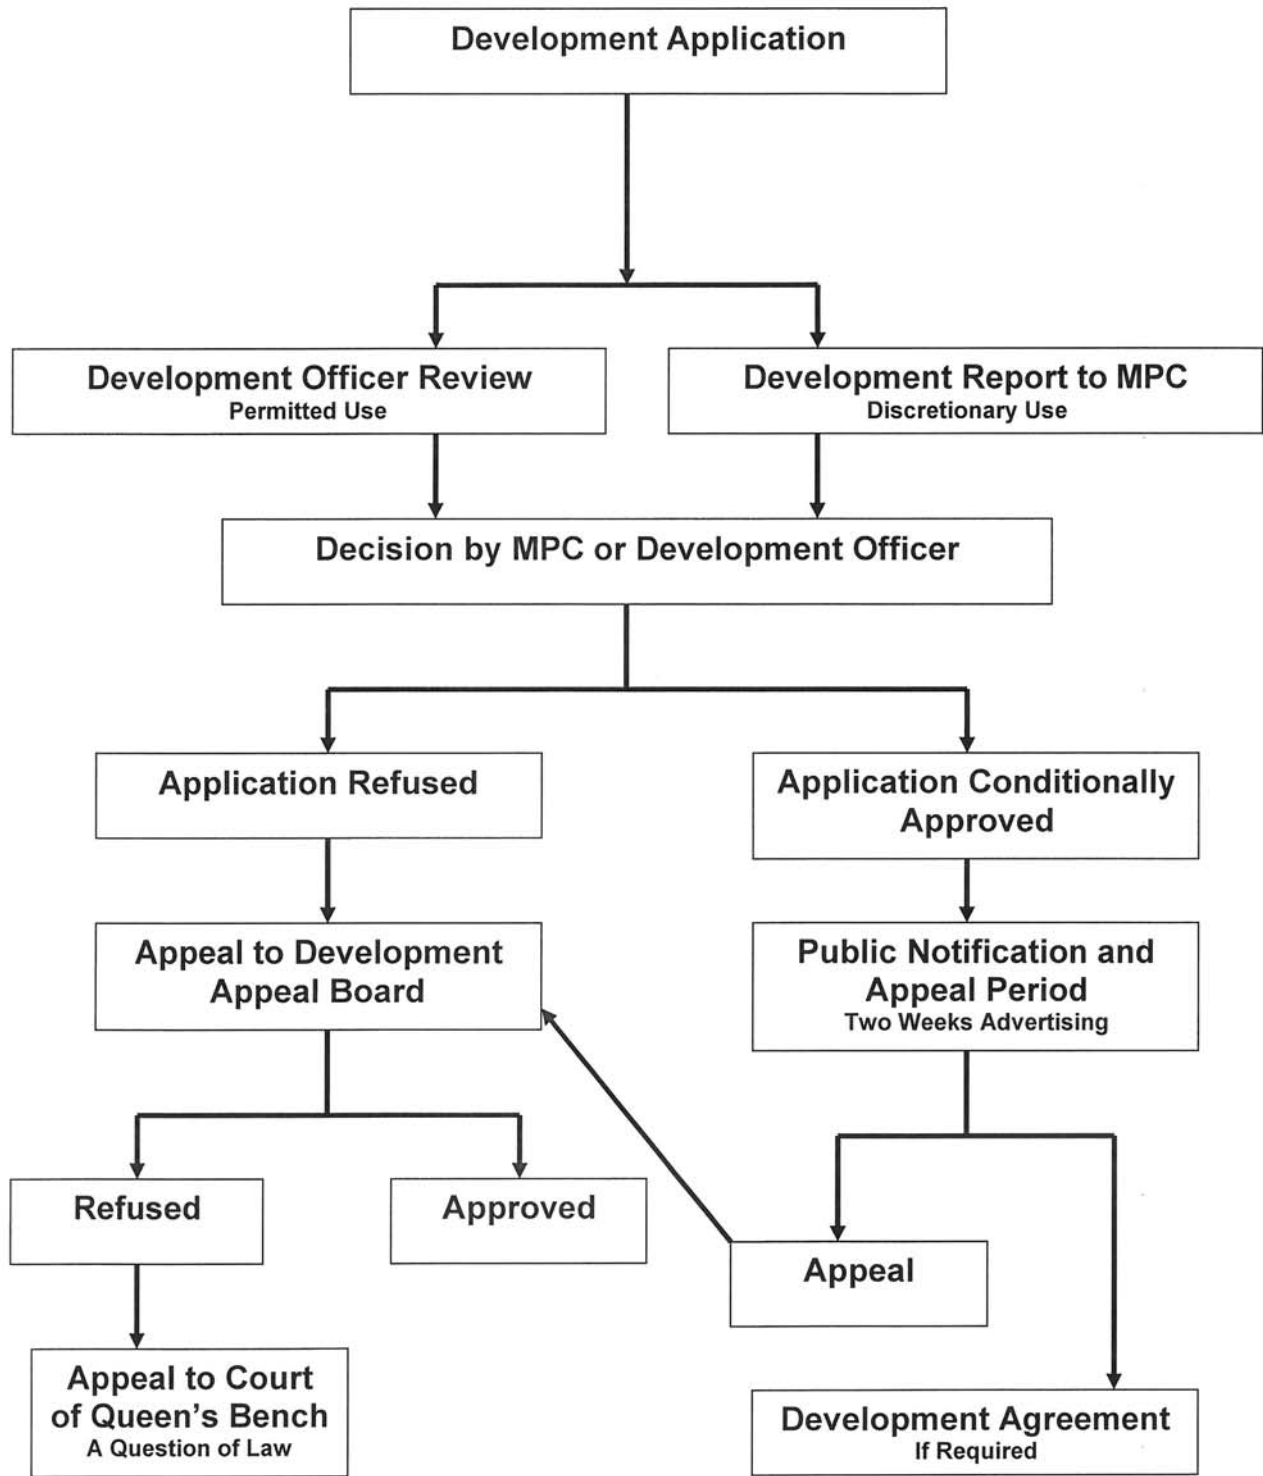 Development Application
Development Officer Review
Permitted Use
Development Report to MPC
Discretionary Use
Decision by MPC or Development Officer
Application Refused
Application Conditionally
Approved
Appeal to Development
Appeal Board
Public Notification and
Appeal Period
Two Weeks Advertising
Refused
Approved
Appeal
Appeal to Court
of Queen’s Bench
A Question of Law
Development Agreement
If Required